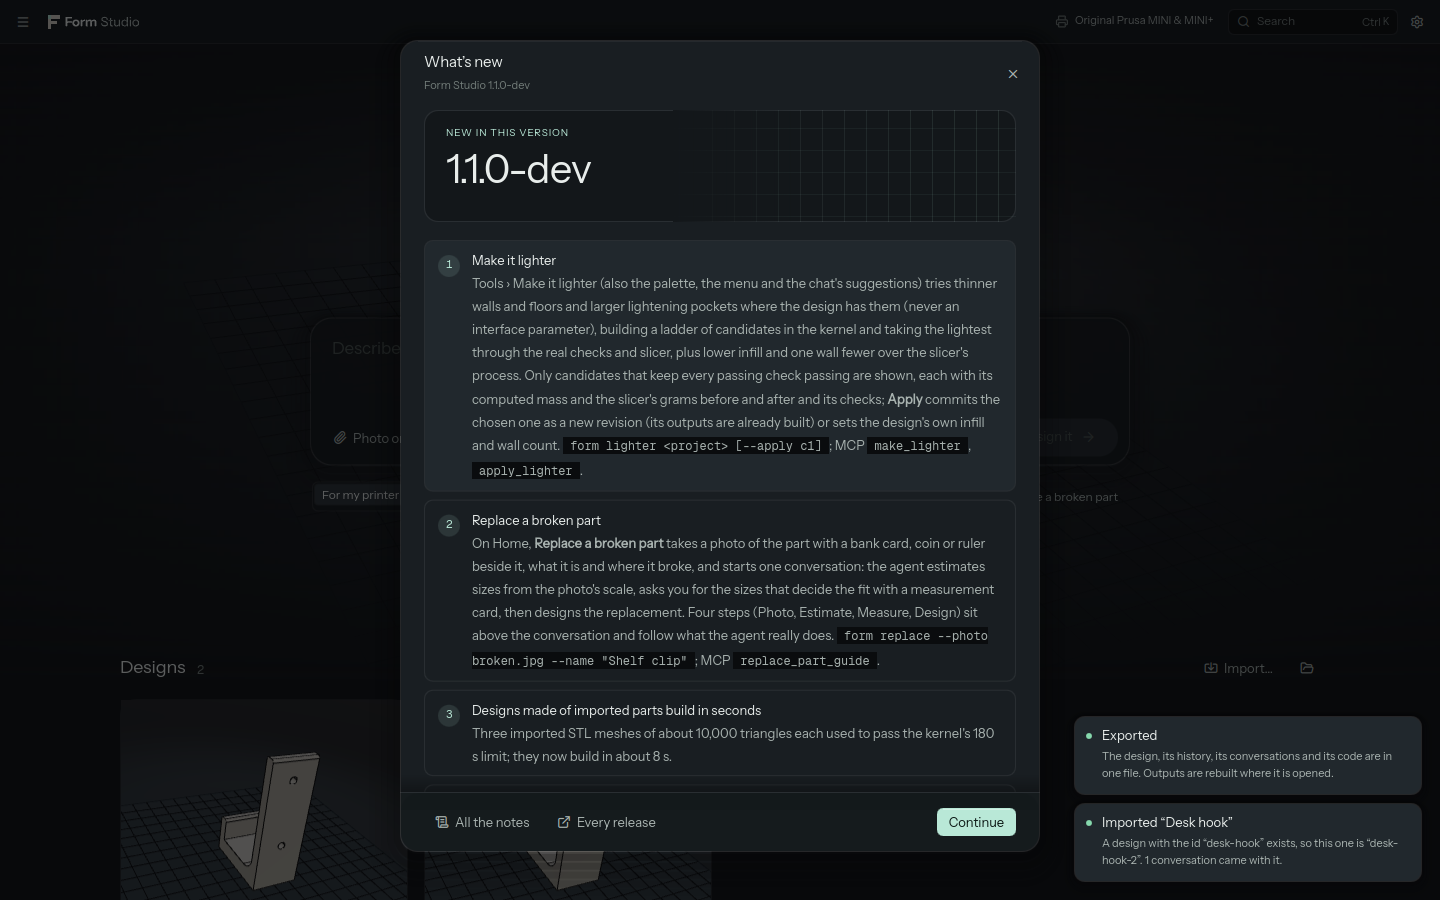 Form Studio
Original Prusa MINI & MINI+
Search
Ctrl K
What's new
Form Studio 1.1.0-dev
NEW IN THIS VERSION
1.1.0-dev
1
Make it lighter
Tools › Make it lighter (also the palette, the menu and the chat's suggestions) tries thinner
walls and floors and larger lightening pockets where the design has them (never an
interface parameter), building a ladder of candidates in the kernel and taking the lightest
through the real checks and slicer, plus lower infill and one wall fewer over the slicer's
process. Only candidates that keep every passing check passing are shown, each with its
computed mass and the slicer's grams before and after and its checks; Apply commits the
chosen one as a new revision (its outputs are already built) or sets the design's own infill
and wall count. form lighter <project> [--apply c1] ; MCP make_lighter ,
apply_lighter .
2
Replace a broken part
On Home, Replace a broken part takes a photo of the part with a bank card, coin or ruler
beside it, what it is and where it broke, and starts one conversation: the agent estimates
sizes from the photo's scale, asks you for the sizes that decide the fit with a measurement
card, then designs the replacement. Four steps (Photo, Estimate, Measure, Design) sit
above the conversation and follow what the agent really does. form replace --photo
broken.jpg --name "Shelf clip" ; MCP replace_part_guide .
3
Designs made of imported parts build in seconds
Three imported STL meshes of about 10,000 triangles each used to pass the kernel's 180
s limit; they now build in about 8 s.
All the notes
Every release
Continue
Describe
Photo o
ign it
For my printer
e a broken part
Designs 2
Import...
Exported
The design, its history, its conversations and its code are in
one file. Outputs are rebuilt where it is opened.
Imported “Desk hook”
A design with the id “desk-hook” exists, so this one is “desk-
hook-2”. 1 conversation came with it.